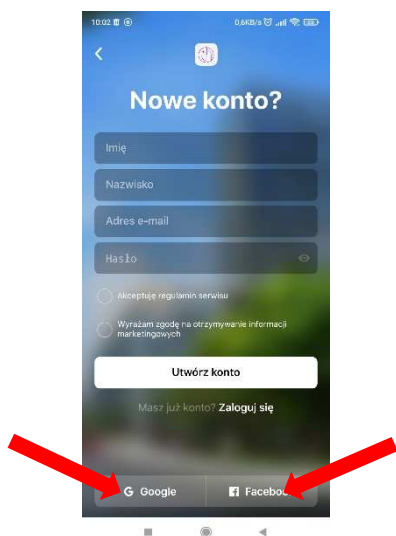 10:02
0,6KB/s
Nowe konto?
Imię
Nazwisko
Adres e-mail
Hasło
Akceptuję regulamin serwisu
Wyrażam zgodę na otrzymywanie informacji
marketingowych
Utwórz konto
Masz już konto? Zaloguj się
Google
Facebook